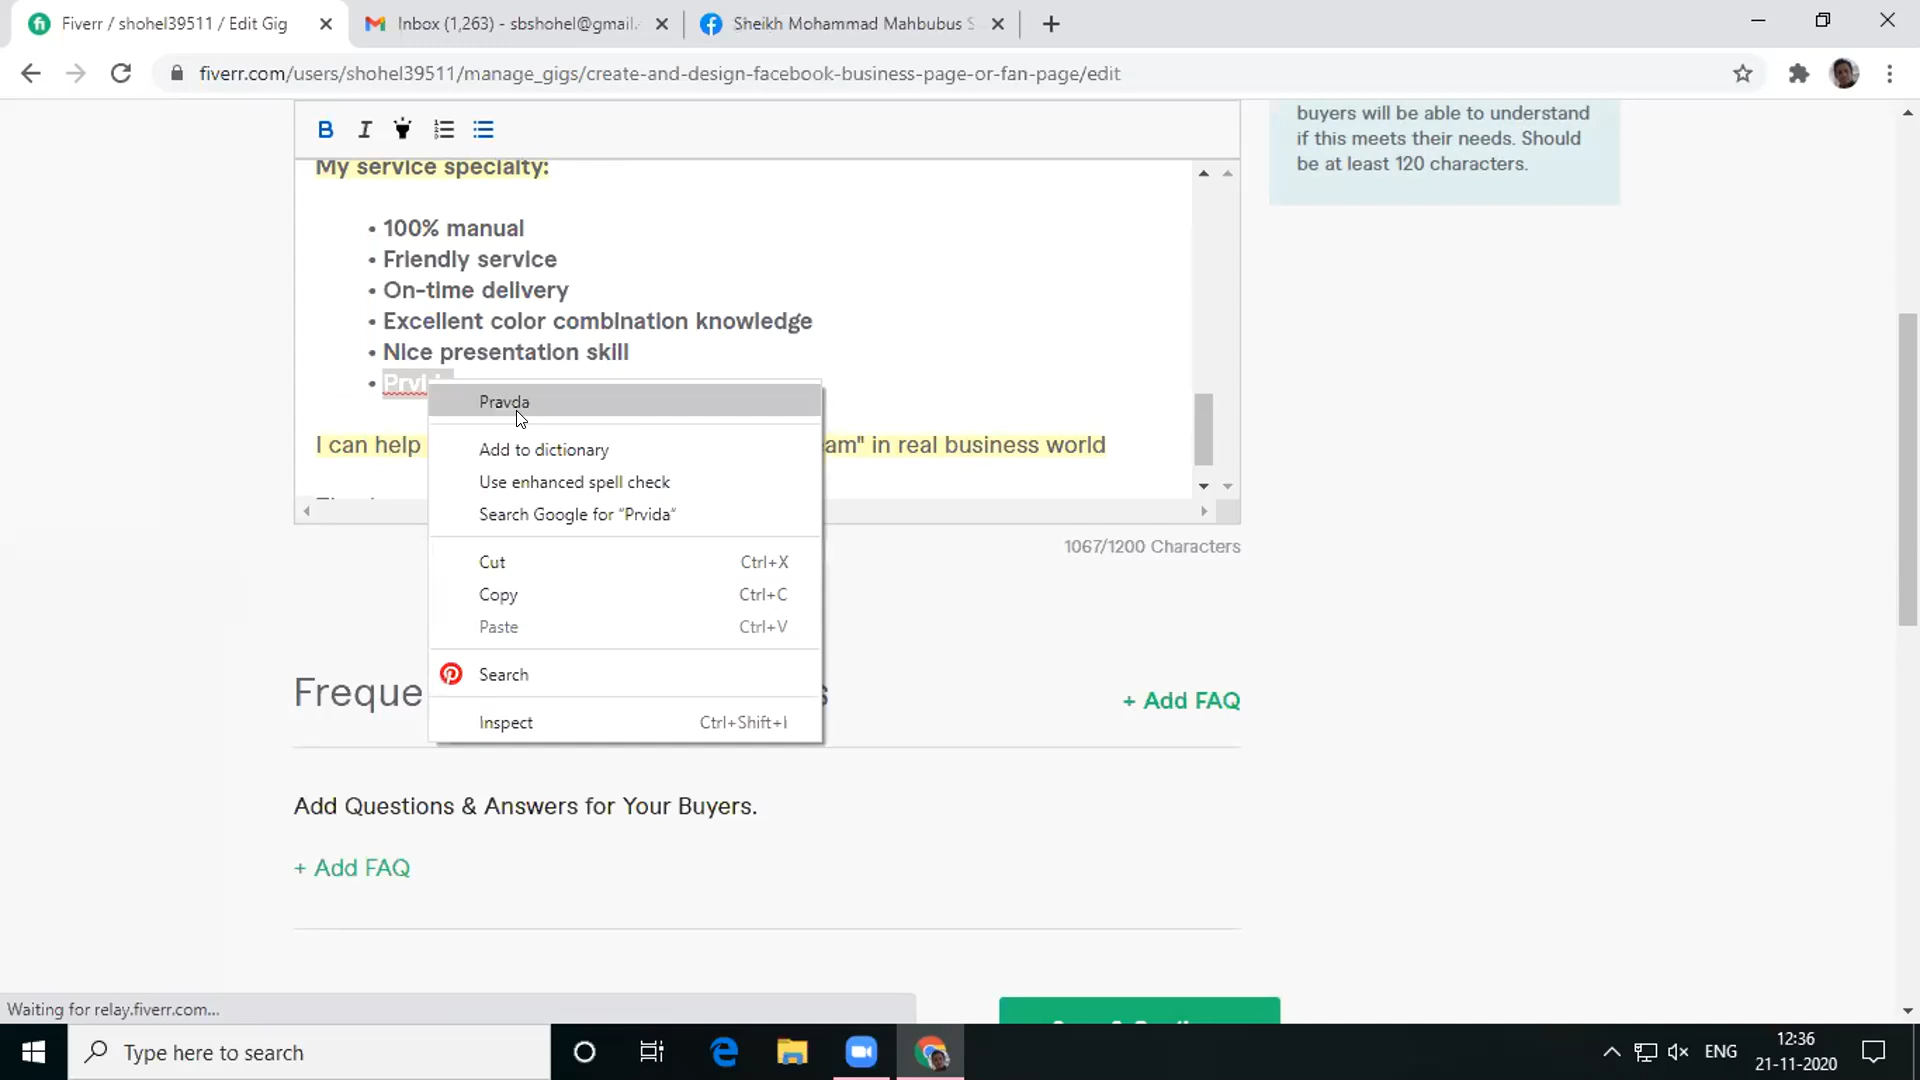 Fiverr / shohel39511 / Edit Gig
Inbox (1,263) - sbshohel@gmail.
Sheikh Mohammad Mahbubus S
fiverr.com/users/shohel39511/manage_gigs/create-and-design-facebook-business-page-or-fan-page/edit
buyers will be able to understand
if this meets their needs. Should
be at least 120 characters.
B I
My service specialty:
• 100% manual
• Friendly service
• On-time delivery
• Excellent color combination knowledge
• Nice presentation skill
• Prvi
Pravda
Add to dictionary
Use enhanced spell check
Search Google for “Prvida”
Cut Ctrl+X
Copy Ctrl+C
Paste Ctrl+V
Search
Inspect Ctrl+Shift+I
I can help am" in real business world
1067/1200 Characters
Freque s
+ Add FAQ
Add Questions & Answers for Your Buyers.
+ Add FAQ
Waiting for relay.fiverr.com...
Type here to search
ENG
12:36
21-11-2020